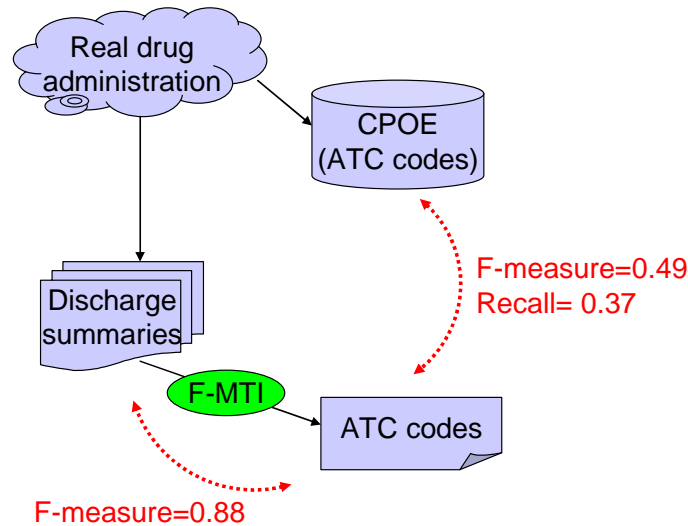 Real drug
administration
CPOE
(ATC codes)
F-measure=0.49
Recall= 0.37
Discharge
summaries
F-MTI
ATC codes
F-measure=0.88